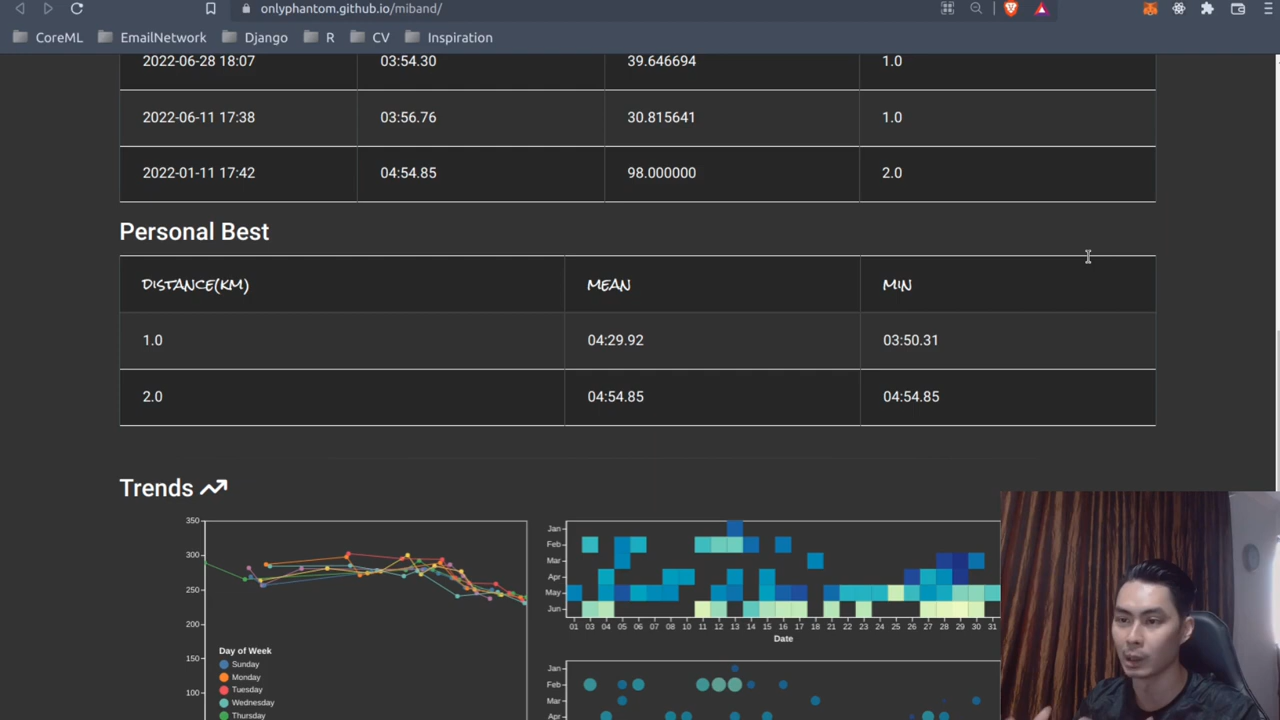 onlyphantom.github.io/miband/
CoreML EmailNetwork Django R CV Inspiration
2022-06-28 18:07 03:54.30 39.646694 1.0
2022-06-11 17:38 03:56.76 30.815641 1.0
2022-01-11 17:42 04:54.85 98.000000 2.0
Personal Best
DISTANCE(KM) MEAN MIN
1.0 04:29.92 03:50.31
2.0 04:54.85 04:54.85
Trends
350
300
250
200
150
100
Day of Week
Sunday
Monday
Tuesday
Wednesday
Thursday
Jan
Feb
Mar
Apr
May
Jun
01 03 04 05 06 07 08 10 11 12 13 14 15 16 17 18 21 22 23 24 25 26 27 28 29 30 31
Date
Jan
Feb
Mar
Apr